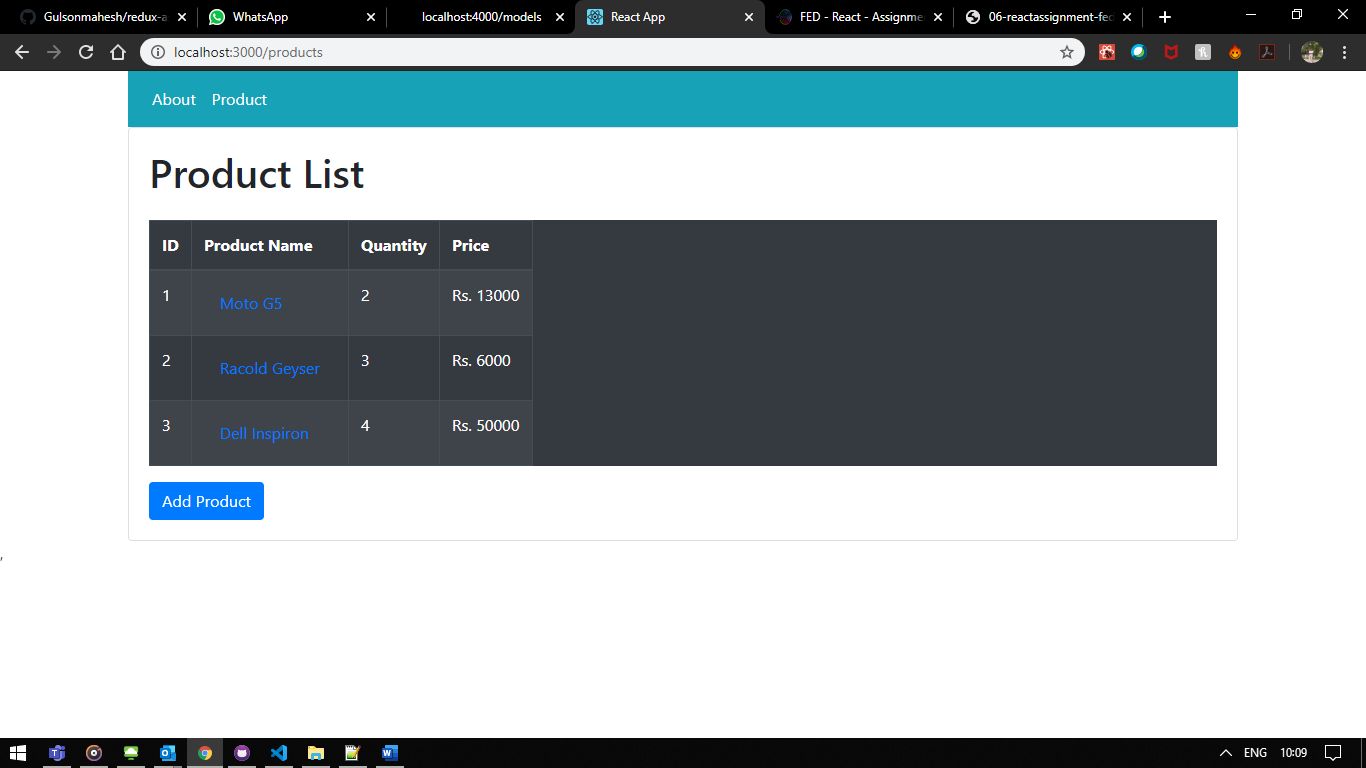 Gulsonmahesh/redux-a
WhatsApp
localhost:4000/models
React App
FED - React - Assignme
06-reactassignment-fed
localhost:3000/products
About Product
Product List
ID Product Name Quantity Price
1 Moto G5 2 Rs. 13000
2 Racold Geyser 3 Rs. 6000
3 Dell Inspiron 4 Rs. 50000
Add Product
,
ENG 10:09